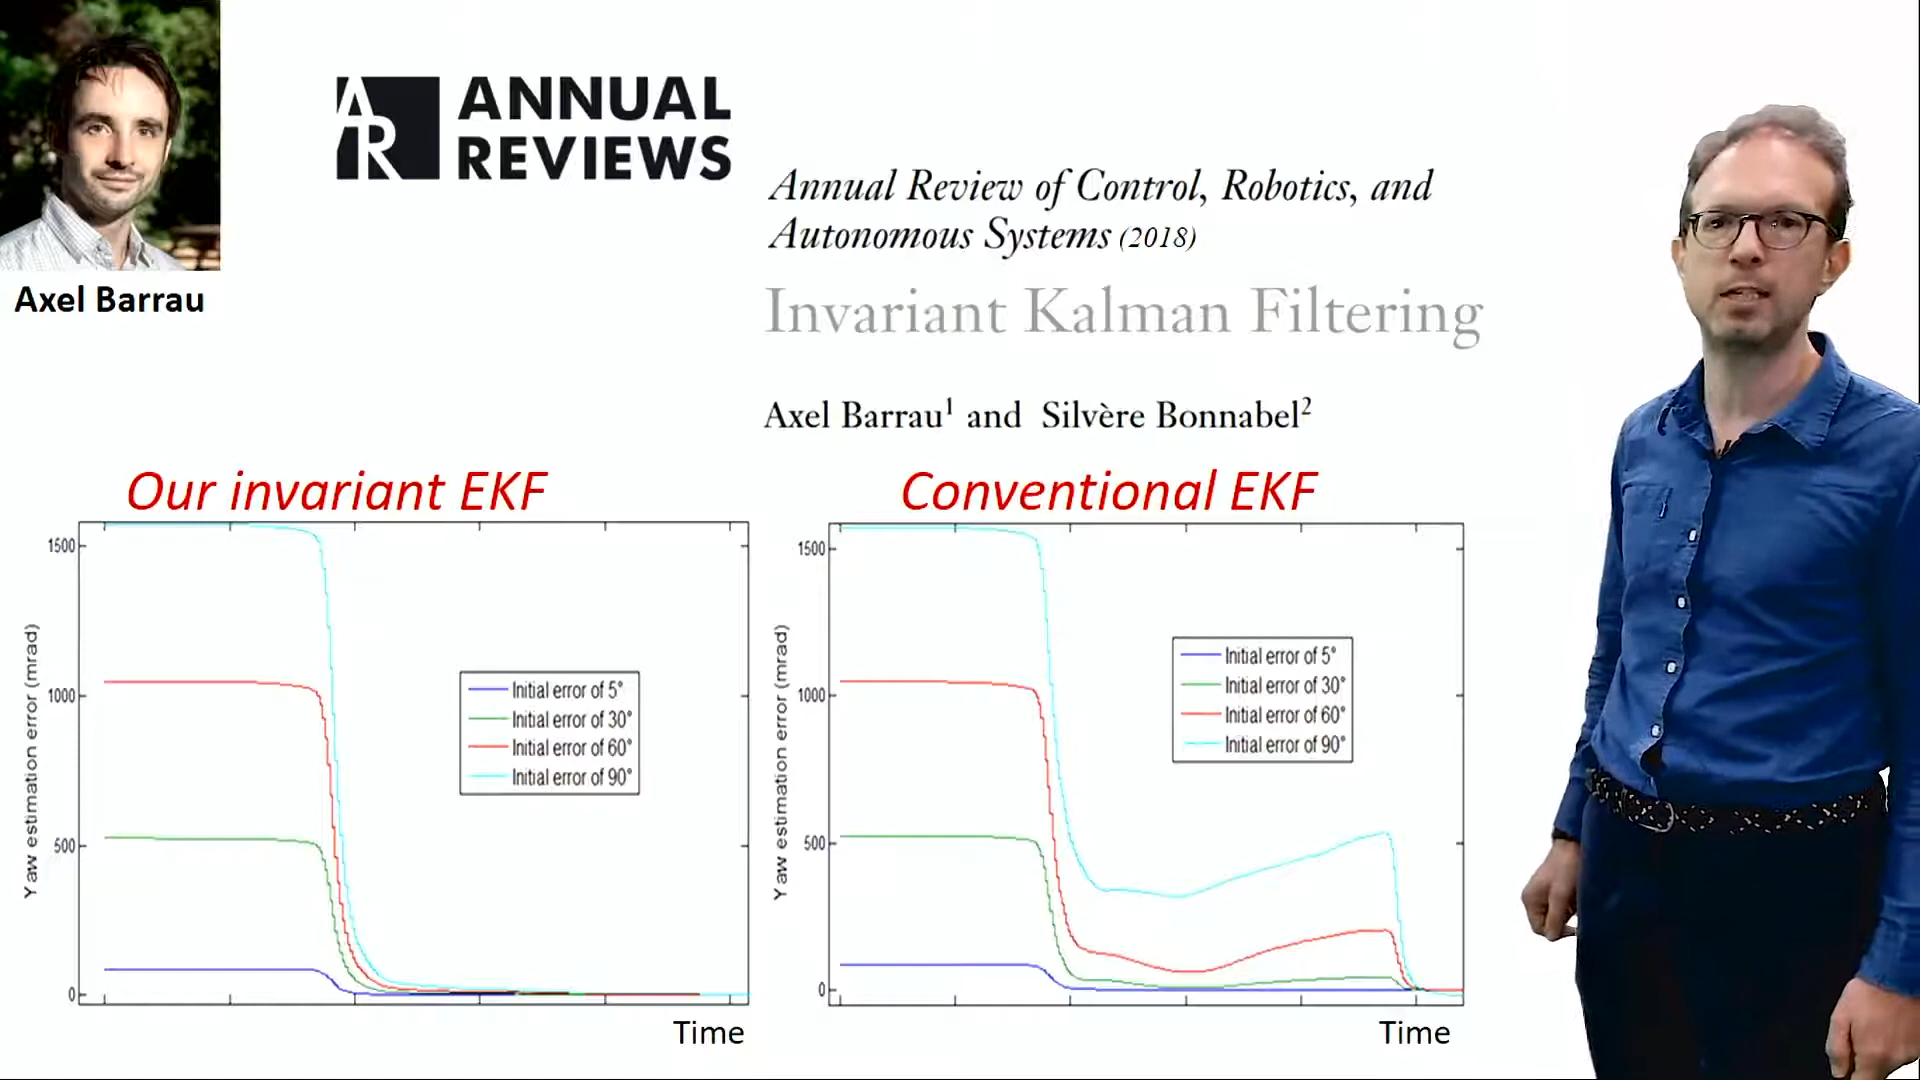 ANNUAL
REVIEWS
Annual Review of Control, Robotics, and
Autonomous Systems (2018)
Axel Barrau
Invariant Kalman Filtering
Axel Barrau¹ and Silvère Bonnabel²
Our invariant EKF
1500
1000
500
0
Yaw estimation error (mrad)
Initial error of 5°
Initial error of 30°
Initial error of 60°
Initial error of 90°
Time
Conventional EKF
1500
1000
500
0
Yaw estimation error (mrad)
Initial error of 5°
Initial error of 30°
Initial error of 60°
Initial error of 90°
Time